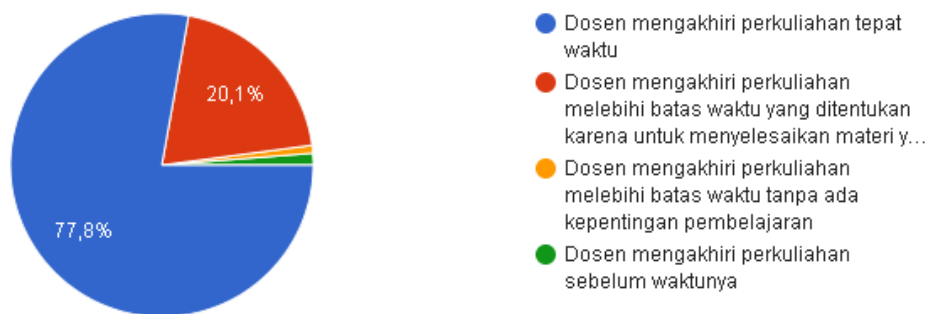 20,1%
77,8%
Dosen mengakhiri perkuliahan tepat
waktu
Dosen mengakhiri perkuliahan
melebihi batas waktu yang ditentukan
karena untuk menyelesaikan materi y...
Dosen mengakhiri perkuliahan
melebihi batas waktu tanpa ada
kepentingan pembelajaran
Dosen mengakhiri perkuliahan
sebelum waktunya